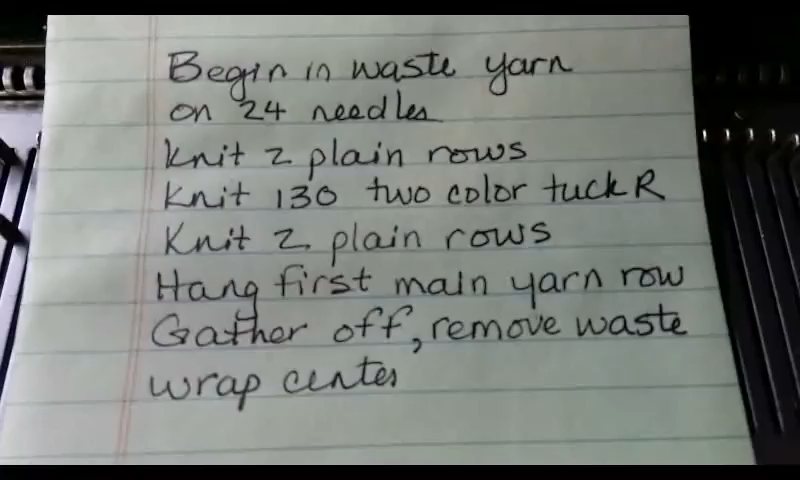 Begin in waste yarn
on 24 needles
Knit 2 plain rows
Knit 130 two color tuck R
Knit 2 plain rows
Hang first main yarn row
Gather off, remove waste
wrap center